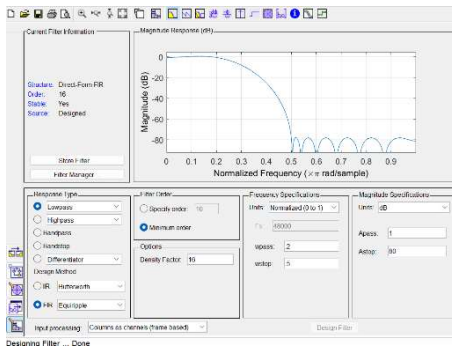 Current Filter Information
Structure: Direct-Form FIR
Order: 16
Stable: Yes
Source: Designed
Store Filter
Filter Manager
Magnitude Response (dB)
Magnitude (dB)
0
-20
-40
-60
-80
0 0.1 0.2 0.3 0.4 0.5 0.6 0.7 0.8 0.9
Normalized Frequency (×π rad/sample)
Response Type
Lowpass
Highpass
Bandpass
Bandstop
Differentiator
Design Method
IIR Butterworth
FIR Equiripple
Filter Order
Specify order: 10
Minimum order
Options
Density Factor: 16
Frequency Specifications
Units: Normalized (0 to 1)
Fs: 48000
wpass: .2
wstop: .5
Magnitude Specifications
Units: dB
Apass: 1
Astop: 80
Input processing: Columns as channels (frame based)
Design Filter
Designing Filter ... Done